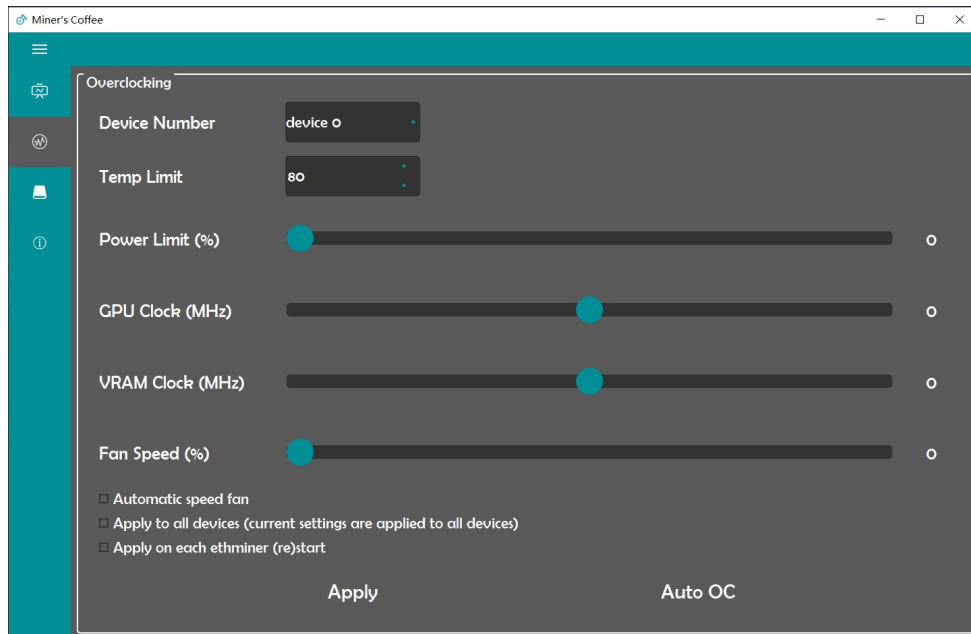 Miner's Coffee
Overclocking
Device Number device 0
Temp Limit 80
Power Limit (%) 0
GPU Clock (MHz) 0
VRAM Clock (MHz) 0
Fan Speed (%) 0
Automatic speed fan
Apply to all devices (current settings are applied to all devices)
Apply on each ethminer (re)start
Apply Auto OC